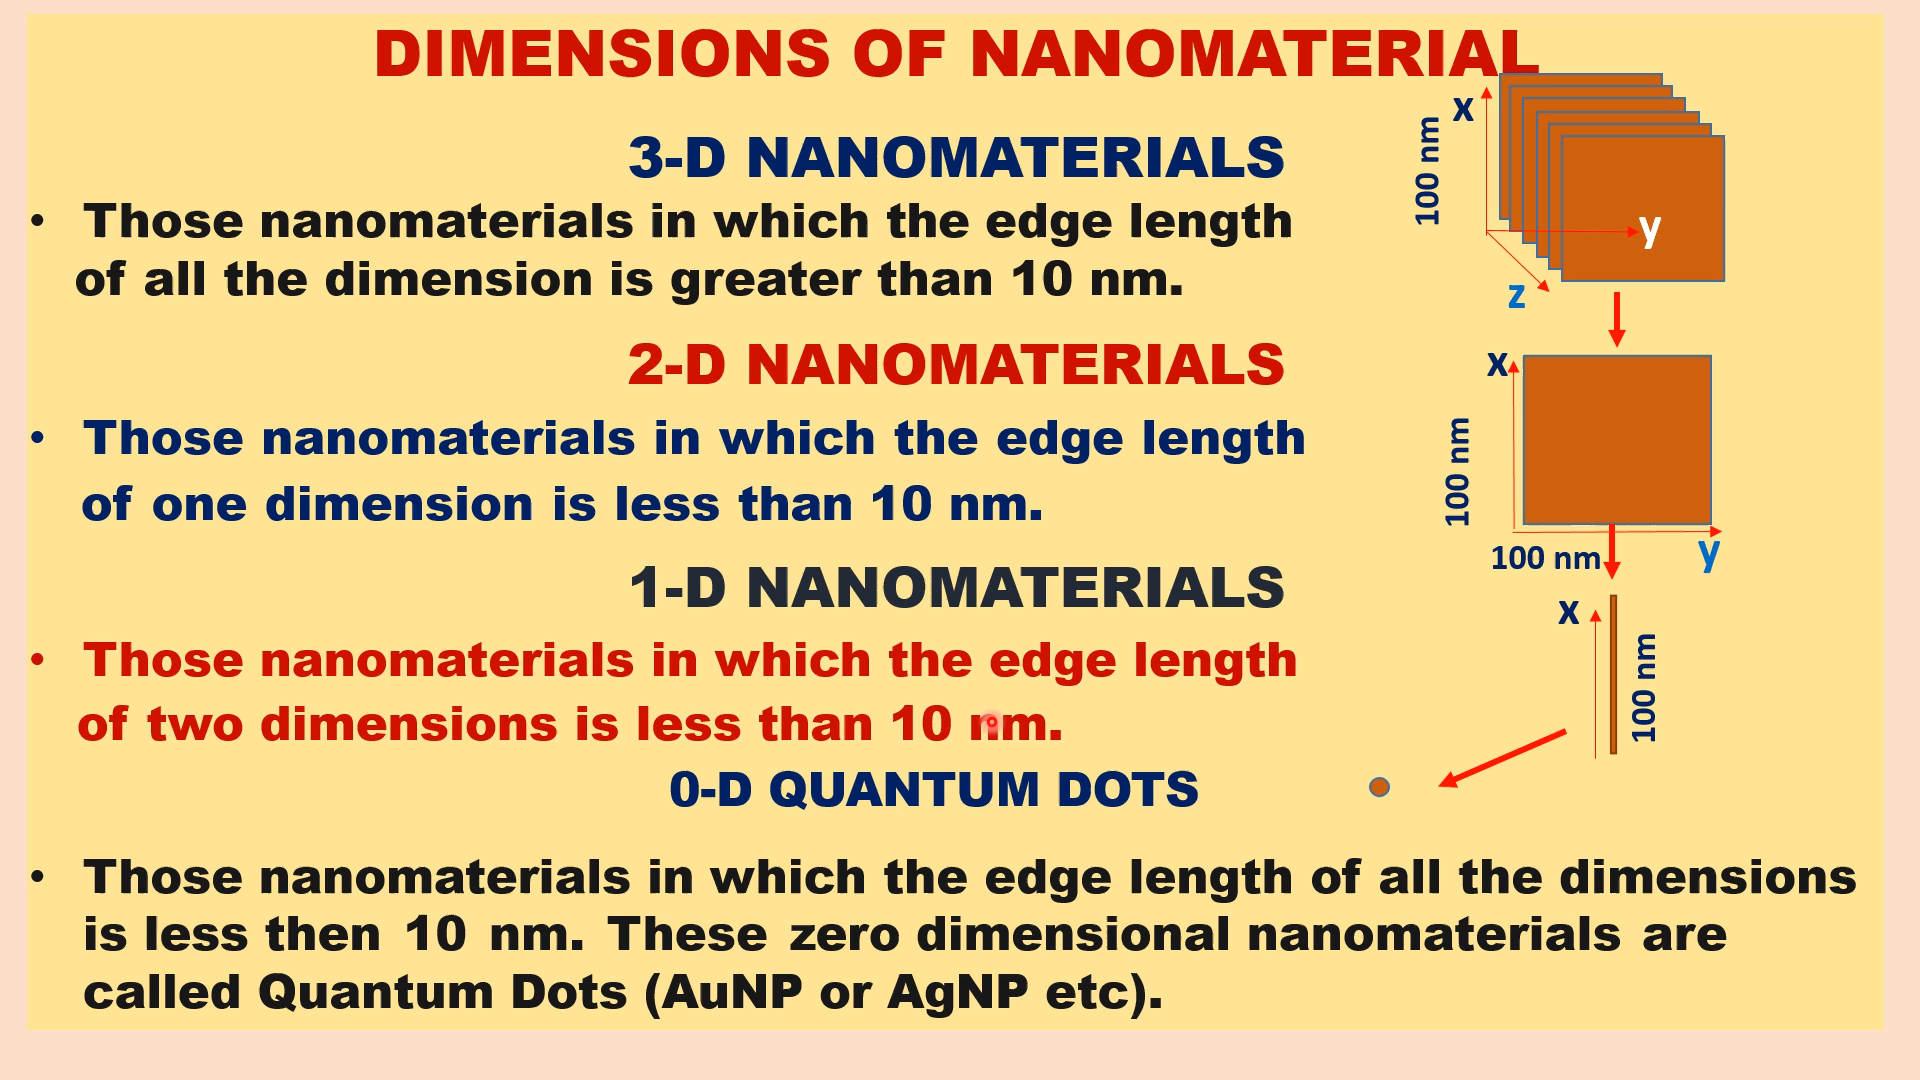 DIMENSIONS OF NANOMATERIAL
3-D NANOMATERIALS
• Those nanomaterials in which the edge length
of all the dimension is greater than 10 nm.
2-D NANOMATERIALS
• Those nanomaterials in which the edge length
of one dimension is less than 10 nm.
1-D NANOMATERIALS
• Those nanomaterials in which the edge length
of two dimensions is less than 10 nm.
0-D QUANTUM DOTS
• Those nanomaterials in which the edge length of all the dimensions
is less then 10 nm. These zero dimensional nanomaterials are
called Quantum Dots (AuNP or AgNP etc).
x
100 nm
y
z
x
100 nm
100 nm
y
x
100 nm